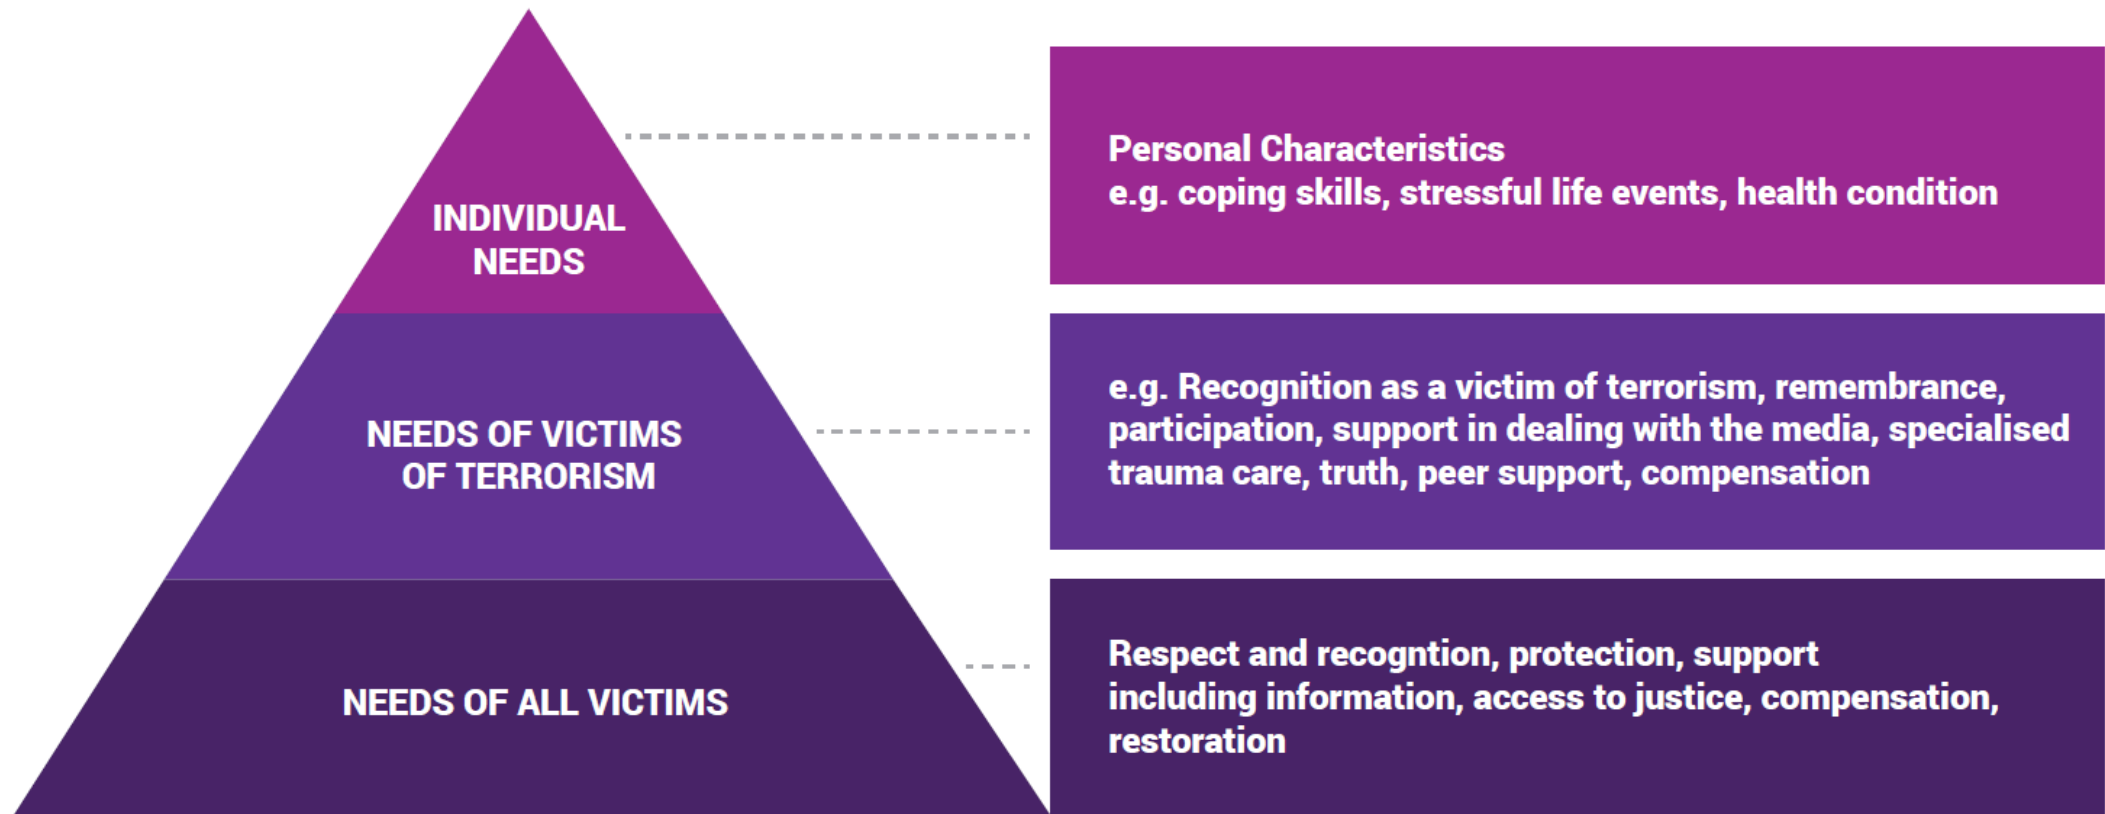 INDIVIDUAL
NEEDS
Personal Characteristics
e.g. coping skills, stressful life events, health condition
NEEDS OF VICTIMS
OF TERRORISM
e.g. Recognition as a victim of terrorism, remembrance,
participation, support in dealing with the media, specialised
trauma care, truth, peer support, compensation
NEEDS OF ALL VICTIMS
Respect and recogntion, protection, support
including information, access to justice, compensation,
restoration